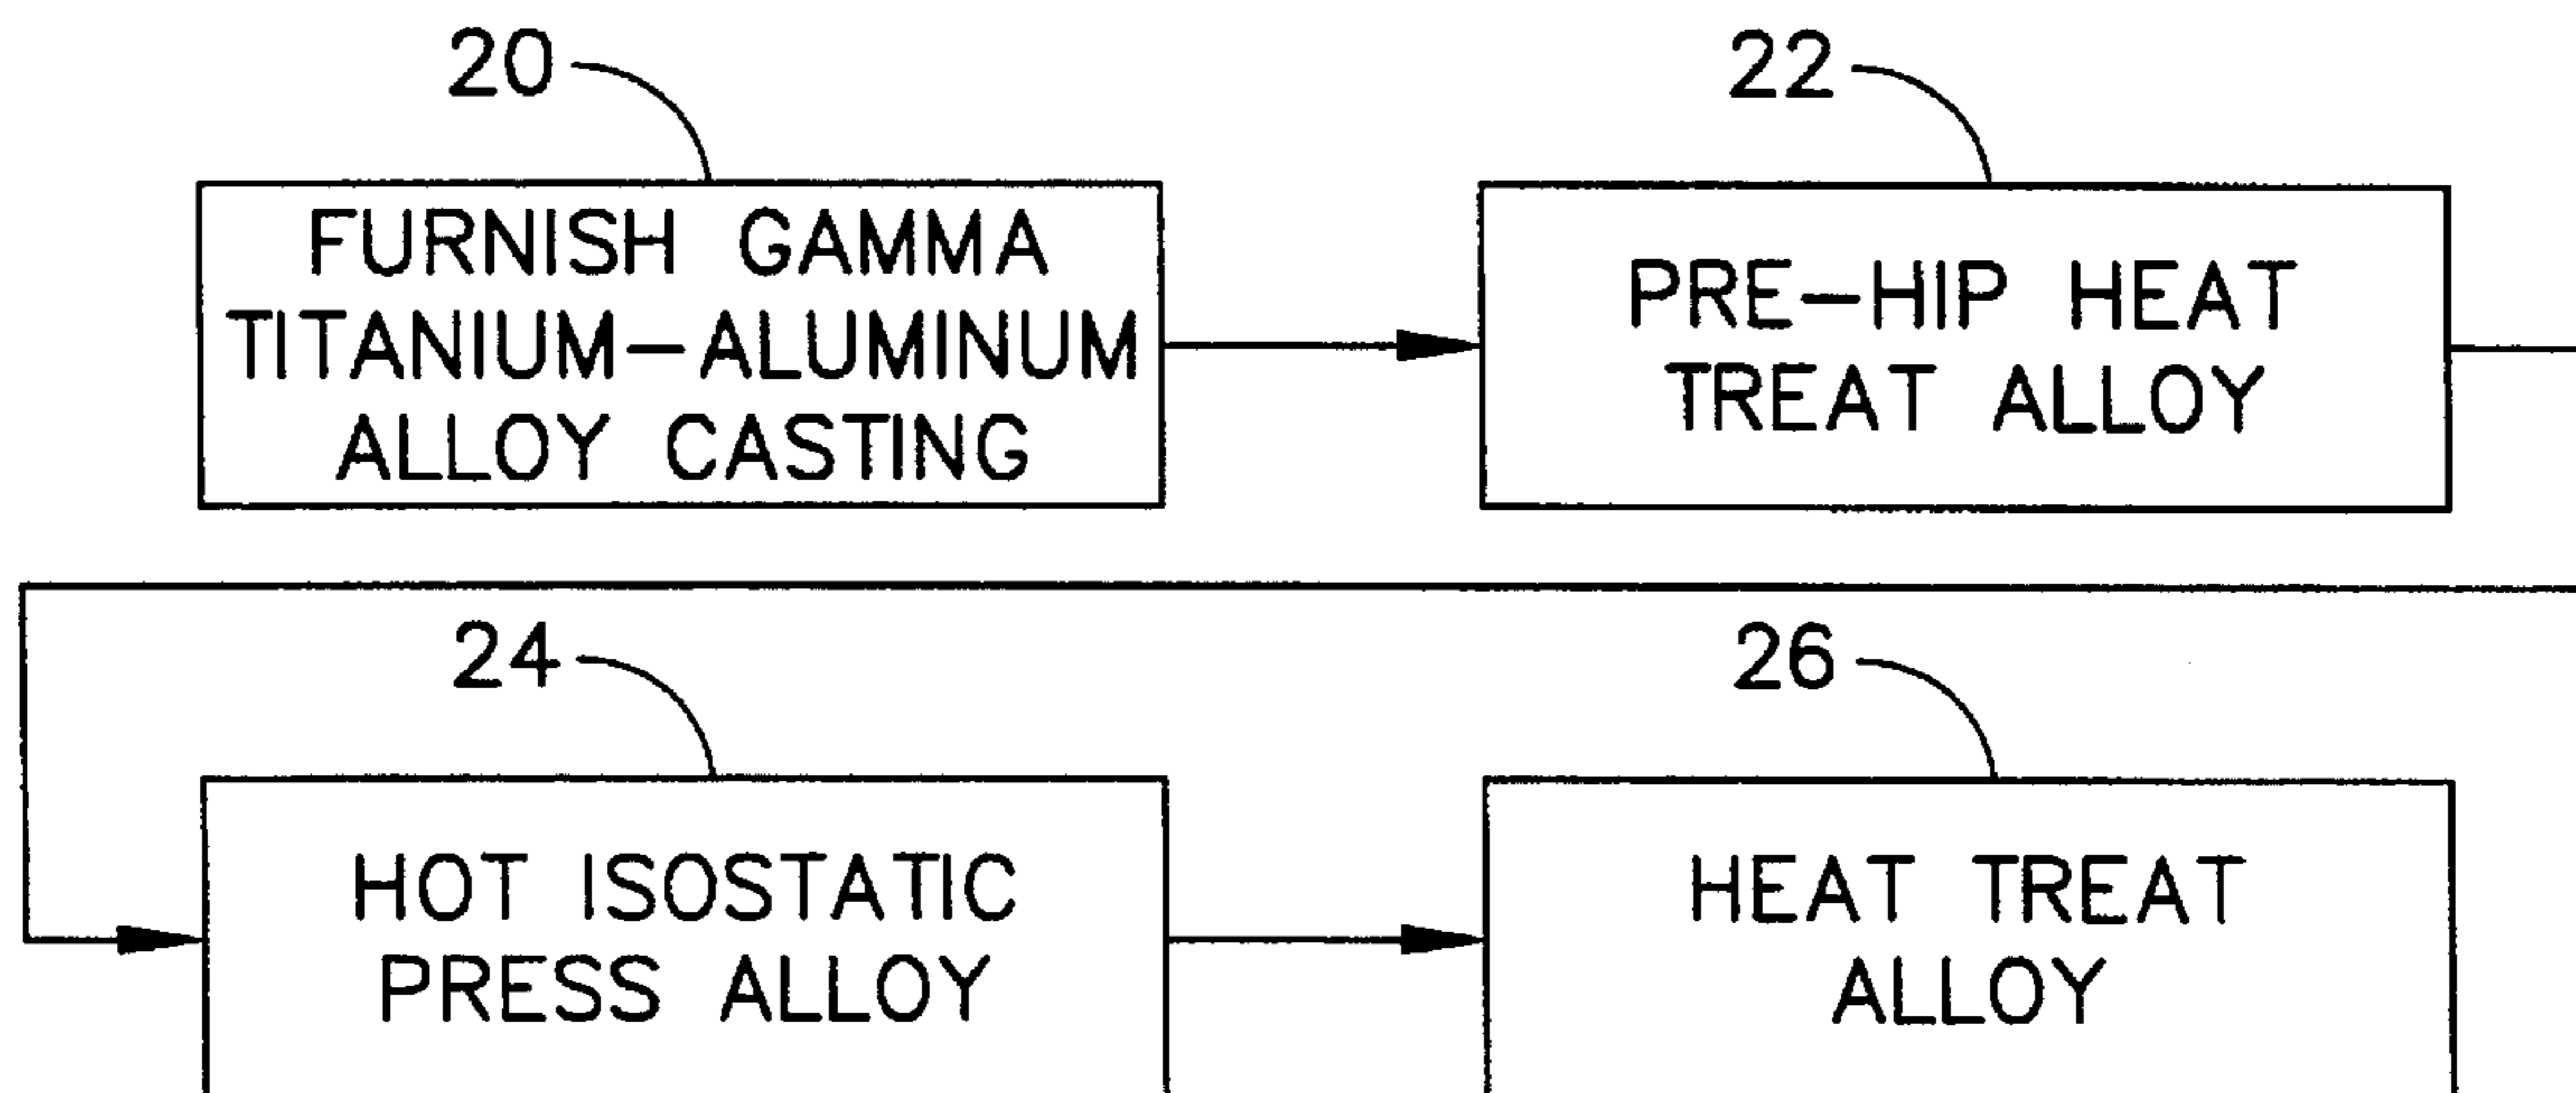 20
22
FURNISH GAMMA
TITANIUM-ALUMINUM
ALLOY CASTING
PRE-HIP HEAT
TREAT ALLOY
24
26
HOT ISOSTATIC
PRESS ALLOY
HEAT TREAT
ALLOY